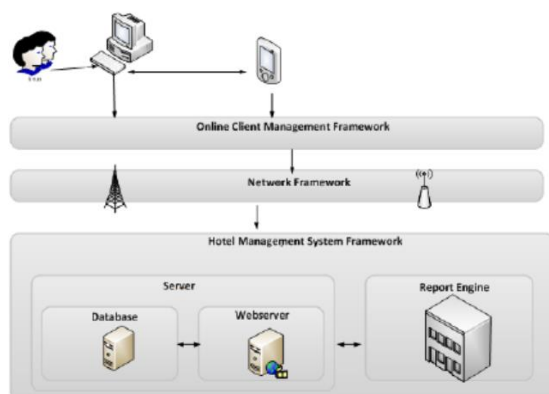 Online Client Management Framework
Network Framework
Hotel Management System Framework
Server
Report Engine
Database
Webserver